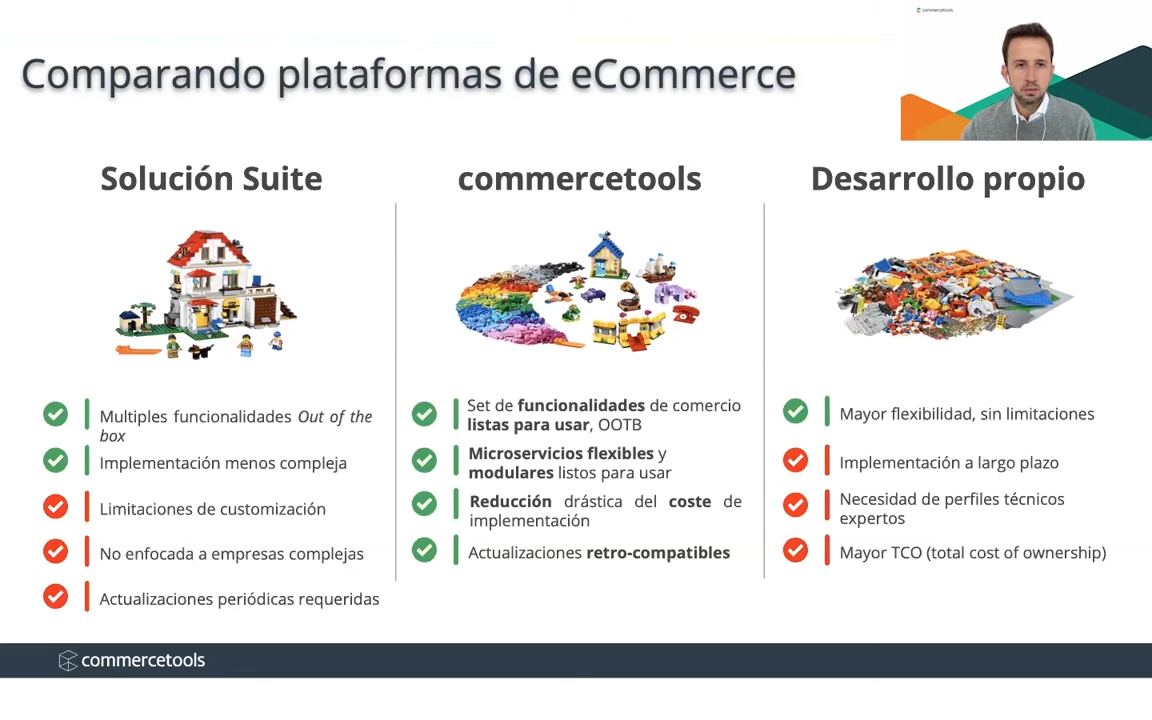 commercetools
Comparando plataformas de eCommerce
Solución Suite
Multiples funcionalidades Out of the
box
Implementación menos compleja
Limitaciones de customización
No enfocada a empresas complejas
Actualizaciones periódicas requeridas
commercetools
Set de funcionalidades de comercio
listas para usar, OOTB
Microservicios flexibles y
modulares listos para usar
Reducción drástica del coste de
implementación
Actualizaciones retro-compatibles
Desarrollo propio
Mayor flexibilidad, sin limitaciones
Implementación a largo plazo
Necesidad de perfiles técnicos
expertos
Mayor TCO (total cost of ownership)
commercetools